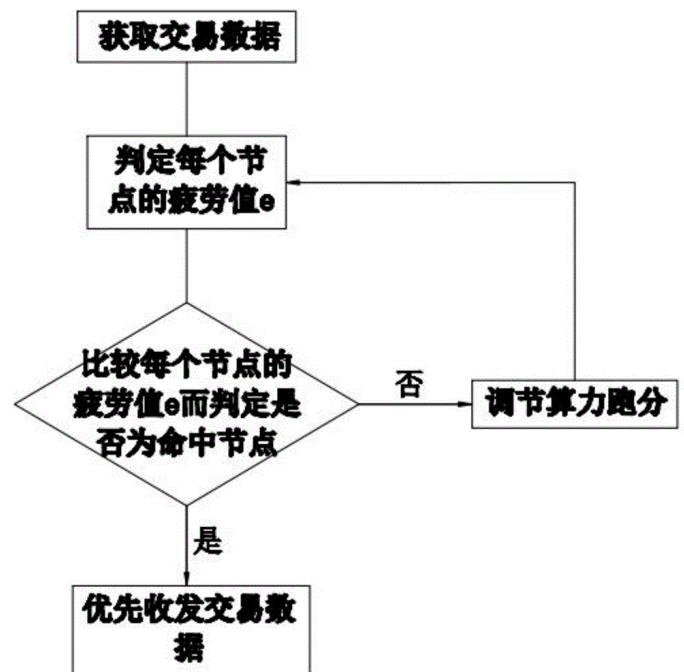 获取交易数据
判定每个节
点的疲劳值e
比较每个节点的
疲劳值e而判定是
否为命中节点
否
调节算力跑分
是
优先收发交易数
据